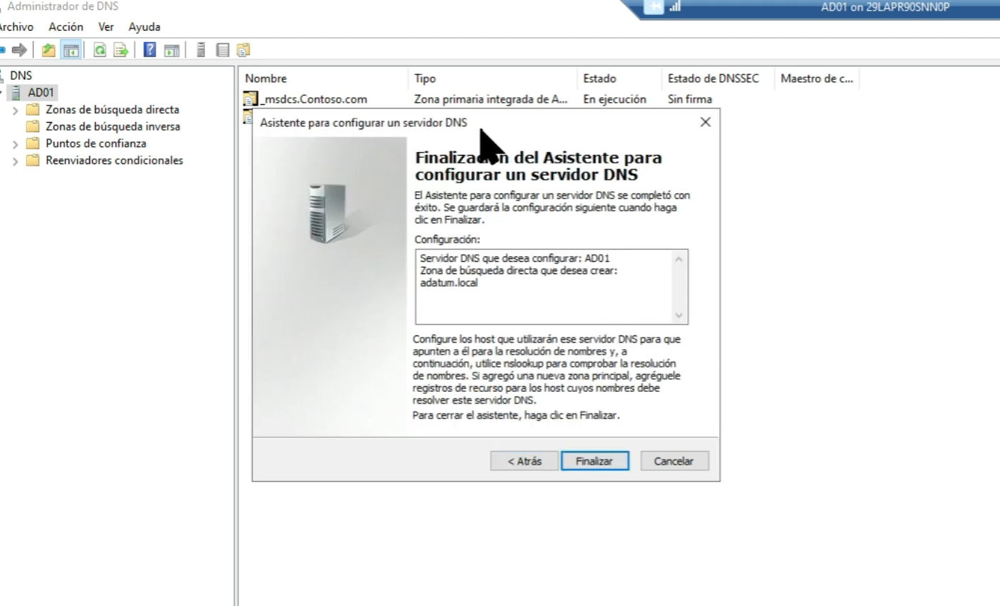 Administrador de DNS
AD01 on 29LAPR90SNN0P
Archivo Acción Ver Ayuda
DNS
AD01
Zonas de búsqueda directa
Zonas de búsqueda inversa
Puntos de confianza
Reenviadores condicionales
Nombre Tipo Estado Estado de DNSSEC Maestro de c...
_msdcs.Contoso.com Zona primaria integrada de A... En ejecución Sin firma
Asistente para configurar un servidor DNS
Finalización del Asistente para
configurar un servidor DNS
El Asistente para configurar un servidor DNS se completó con
éxito. Se guardará la configuración siguiente cuando haga
clic en Finalizar.
Configuración:
Servidor DNS que desea configurar: AD01
Zona de búsqueda directa que desea crear:
adatum.local
Configure los host que utilizarán ese servidor DNS para que
apunten a él para la resolución de nombres y, a
continuación, utilice nslookup para comprobar la resolución
de nombres. Si agregó una nueva zona principal, agréguele
registros de recurso para los host cuyos nombres debe
resolver este servidor DNS.
Para cerrar el asistente, haga clic en Finalizar.
< Atrás Finalizar Cancelar